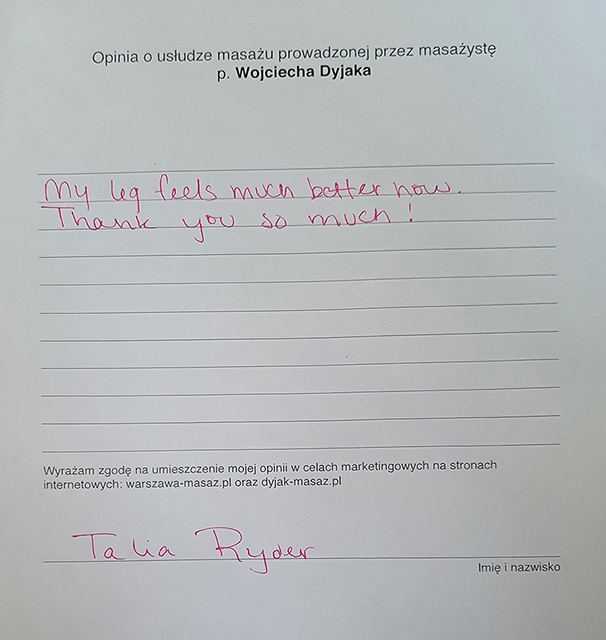 Opinia o usłudze masażu prowadzonej przez masażystę
p. Wojciecha Dyjaka
My leg feels much better now.
Thank you so much!
Wyrażam zgodę na umieszczenie mojej opinii w celach marketingowych na stronach
internetowych: warszawa-masaz.pl oraz dyjak-masaz.pl
Talia Ryder
Imię i nazwisko